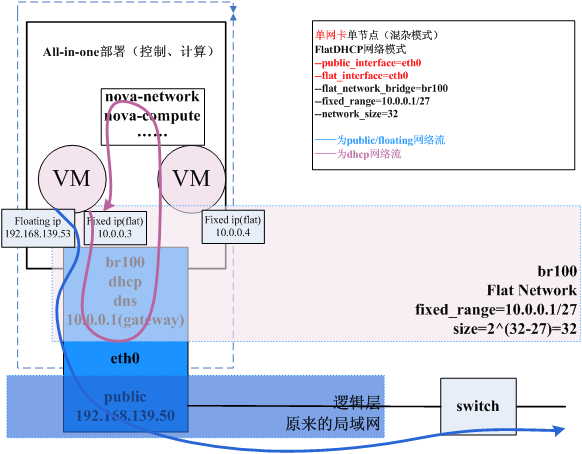 All-in-one部署（控制、计算）
nova-network
nova-compute
……
VM
VM
Floating ip
192.168.139.53
Fixed ip(flat)
10.0.0.3
Fixed ip(flat)
10.0.0.4
br100
dhcp
dns
10.0.0.1(gateway)
eth0
public
192.168.139.50
单网卡单节点（混杂模式）
FlatDHCP网络模式
--public_interface=eth0
--flat_interface=eth0
--flat_network_bridge=br100
--fixed_range=10.0.0.1/27
--network_size=32
——为public/floating网络流
——为dhcp网络流
br100
Flat Network
fixed_range=10.0.0.1/27
size=2^(32-27)=32
逻辑层
原来的局域网
switch